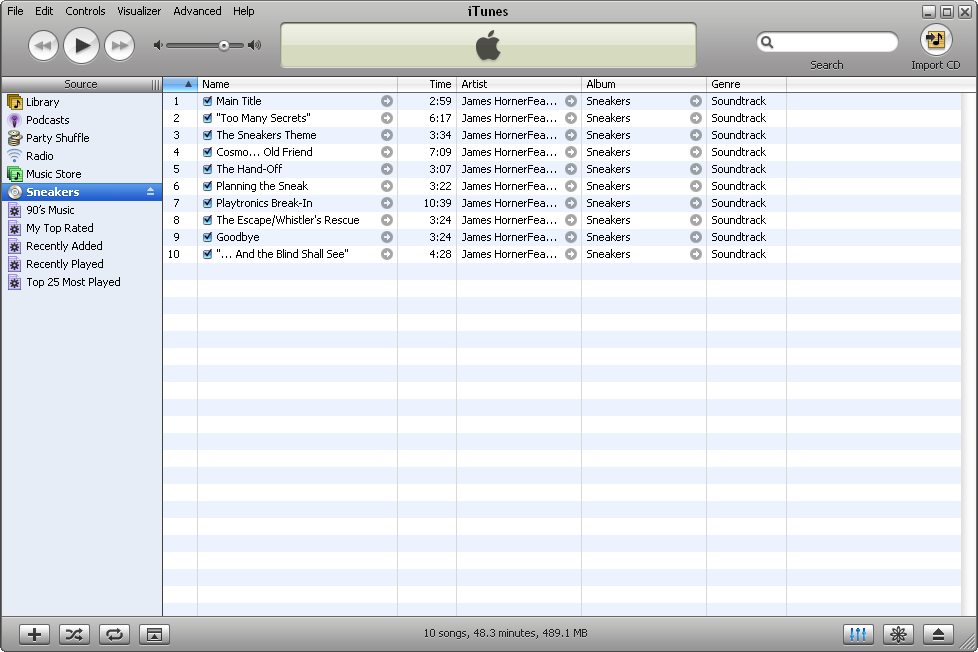 File Edit Controls Visualizer Advanced Help
iTunes
Search
Import CD
Source
Library
Podcasts
Party Shuffle
Radio
Music Store
Sneakers
90's Music
My Top Rated
Recently Added
Recently Played
Top 25 Most Played
Name Time Artist Album Genre
1 Main Title 2:59 James HornerFea... Sneakers Soundtrack
2 "Too Many Secrets" 6:17 James HornerFea... Sneakers Soundtrack
3 The Sneakers Theme 3:34 James HornerFea... Sneakers Soundtrack
4 Cosmo... Old Friend 7:09 James HornerFea... Sneakers Soundtrack
5 The Hand-Off 3:07 James HornerFea... Sneakers Soundtrack
6 Planning the Sneak 3:22 James HornerFea... Sneakers Soundtrack
7 Playtronics Break-In 10:39 James HornerFea... Sneakers Soundtrack
8 The Escape/Whistler's Rescue 3:24 James HornerFea... Sneakers Soundtrack
9 Goodbye 3:24 James HornerFea... Sneakers Soundtrack
10 "... And the Blind Shall See" 4:28 James HornerFea... Sneakers Soundtrack
10 songs, 48.3 minutes, 489.1 MB